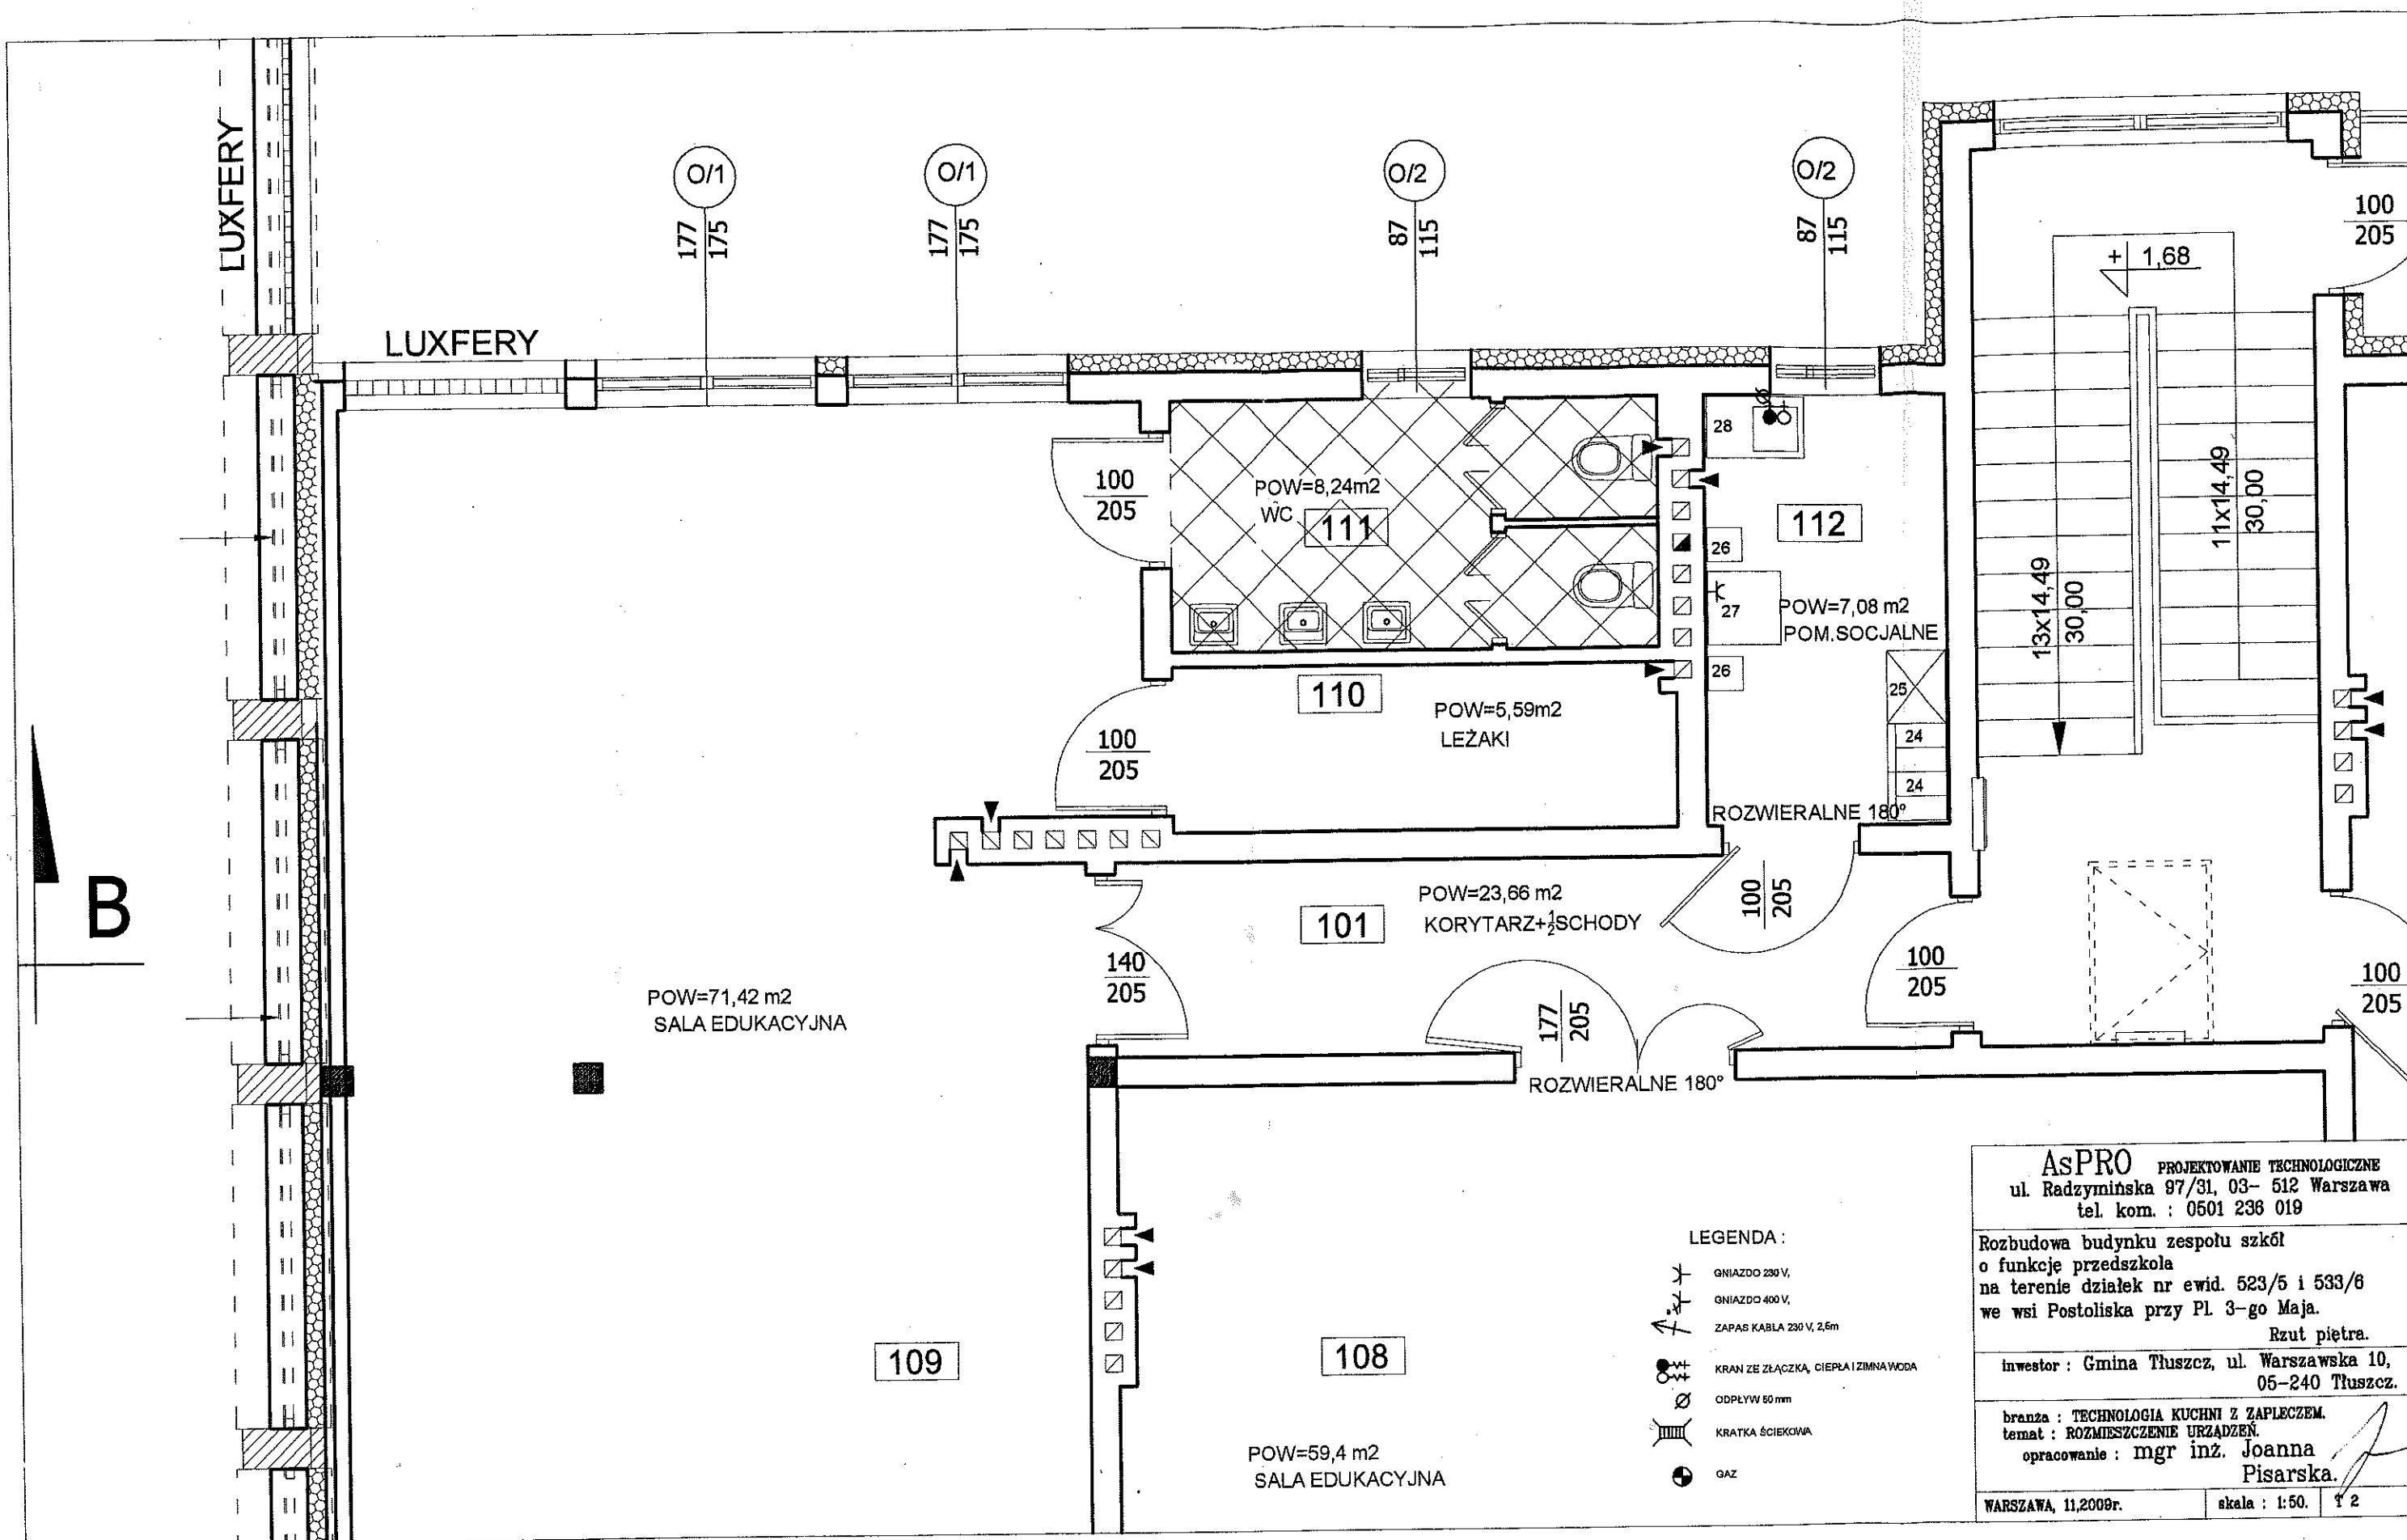 LUXFERY
LUXFERY
O/1
177
175
O/1
177
175
O/2
87
115
O/2
87
115
100
205
+ 1,68
13x14,49
30,00
11x14,49
30,00
100
205
POW=8,24m2
WC
111
28
112
26
27
26
POW=7,08 m2
POM.SOCJALNE
25
24
24
110
POW=5,59m2
LEŻAKI
100
205
ROZWIERALNE 180°
100
205
B
101
POW=23,66 m2
KORYTARZ+½SCHODY
140
205
100
205
100
205
177
205
ROZWIERALNE 180°
POW=71,42 m2
SALA EDUKACYJNA
109
108
POW=59,4 m2
SALA EDUKACYJNA
LEGENDA :
GNIAZDO 230 V,
GNIAZDO 400 V,
ZAPAS KABLA 230 V, 2,5m
KRAN ZE ZŁĄCZKĄ, CIEPŁA I ZIMNA WODA
ODPŁYW 50 mm
KRATKA ŚCIEKOWA
GAZ
AsPRO PROJEKTOWANIE TECHNOLOGICZNE
ul. Radzymińska 97/31, 03- 512 Warszawa
tel. kom. : 0501 236 019
Rozbudowa budynku zespołu szkół
o funkcję przedszkola
na terenie działek nr ewid. 523/5 i 533/6
we wsi Postoliska przy Pl. 3-go Maja.
Rzut piętra.
inwestor : Gmina Tłuszcz, ul. Warszawska 10,
05-240 Tłuszcz.
branża : TECHNOLOGIA KUCHNI Z ZAPLECZEM.
temat : ROZMIESZCZENIE URZĄDZEŃ.
opracowanie : mgr inż. Joanna
Pisarska.
WARSZAWA, 11,2009r.
skala : 1:50.
T 2